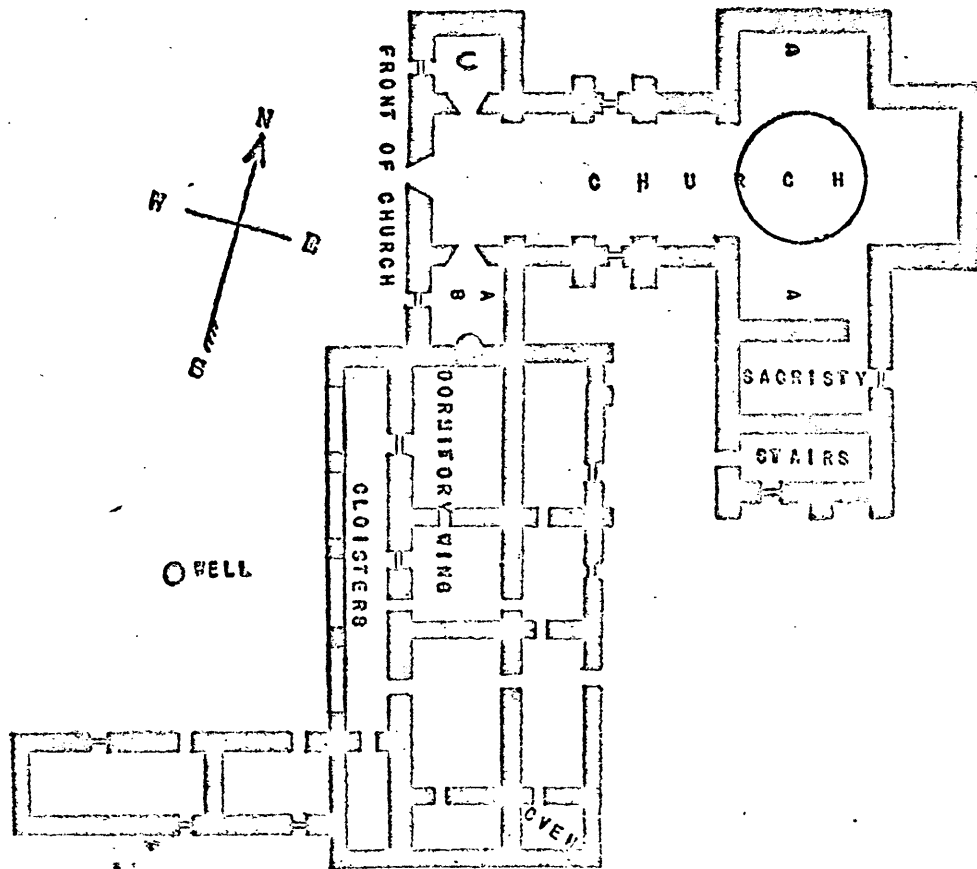 N
W
E
S
FRONT OF CHURCH
C
CHURCH
A
A
B
A
SACRISTY
STAIRS
DORMITORY WING
CLOISTERS
WELL
OVEN